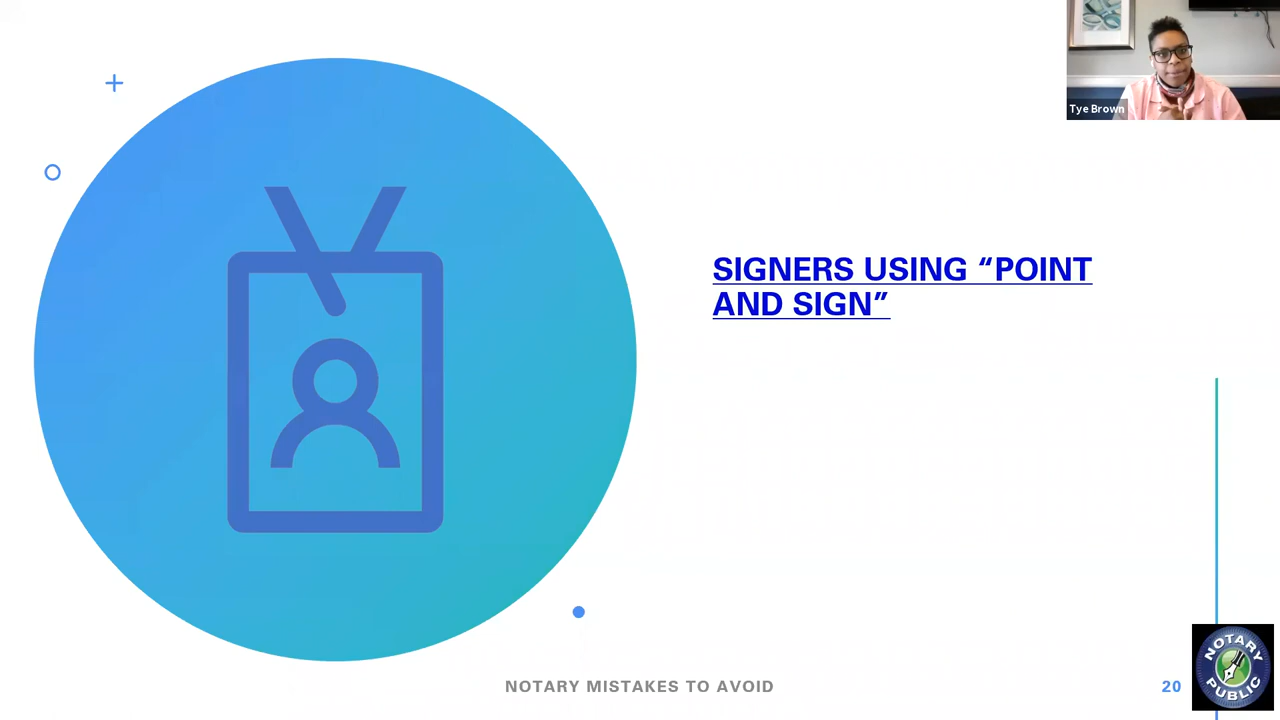 Tye Brown
SIGNERS USING “POINT
AND SIGN”
NOTARY MISTAKES TO AVOID
20
NOTARY
PUBLIC